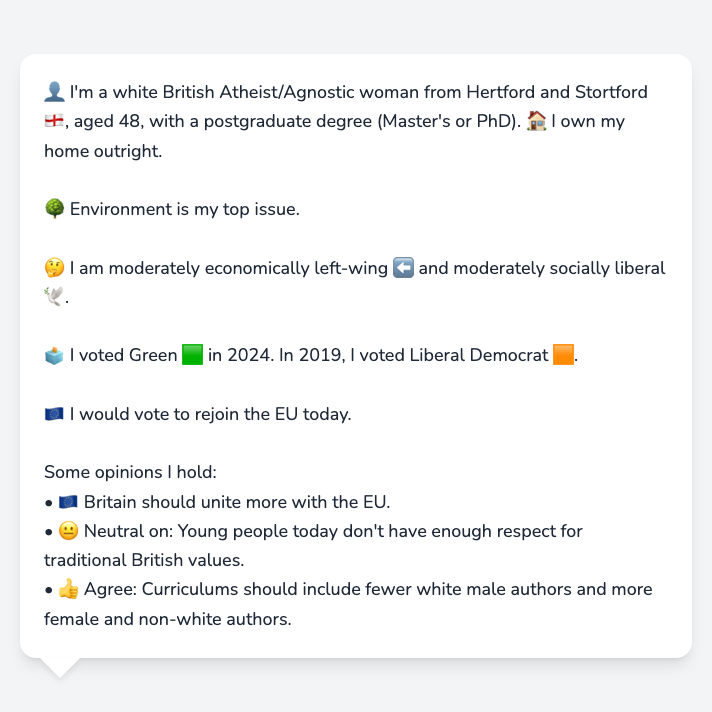 👤 I'm a white British Atheist/Agnostic woman from Hertford and Stortford
🏴󠁧󠁢󠁥󠁮󠁧󠁿, aged 48, with a postgraduate degree (Master's or PhD). 🏠 I own my
home outright.
🌳 Environment is my top issue.
🤔 I am moderately economically left-wing ⬅️ and moderately socially liberal
🕊️.
🗳️ I voted Green 🟩 in 2024. In 2019, I voted Liberal Democrat 🟧.
🇪🇺 I would vote to rejoin the EU today.
Some opinions I hold:
• 🇪🇺 Britain should unite more with the EU.
• 😐 Neutral on: Young people today don't have enough respect for
traditional British values.
• 👍 Agree: Curriculums should include fewer white male authors and more
female and non-white authors.